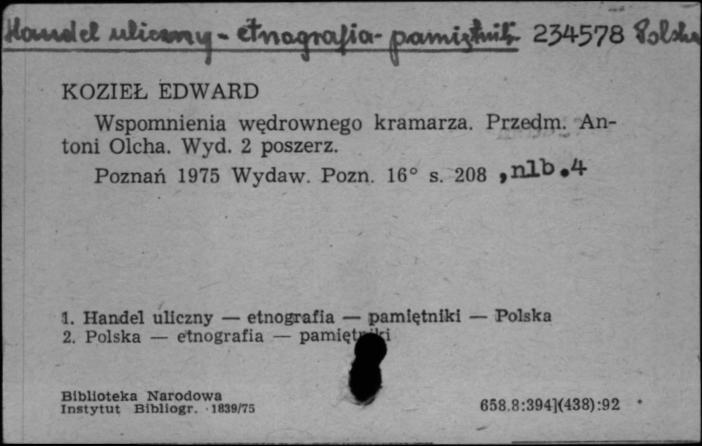 Handel uliczny - etnografia - pamiętniki 234578 Polska
KOZIEŁ EDWARD
Wspomnienia wędrownego kramarza. Przedm. An-
toni Olcha. Wyd. 2 poszerz.
Poznań 1975 Wydaw. Pozn. 16° s. 208 ,nlb.4
1. Handel uliczny — etnografia — pamiętniki — Polska
2. Polska — etnografia — pamiętniki
Biblioteka Narodowa
Instytut Bibliogr. 1839/75
658.8:394](438):92